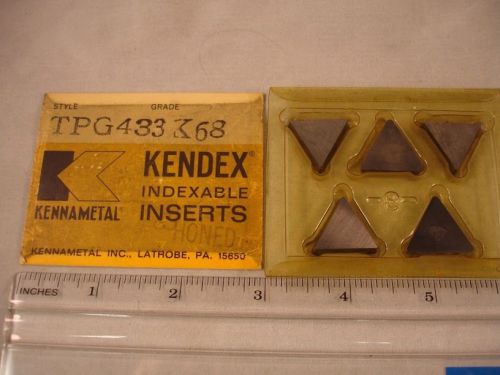 STYLE GRADE
TPG433 K68
KENDEX®
INDEXABLE
KENNAMETAL® INSERTS
HONED
KENNAMETAL INC., LATROBE, PA. 15650
INCHES 1 2 3 4 5